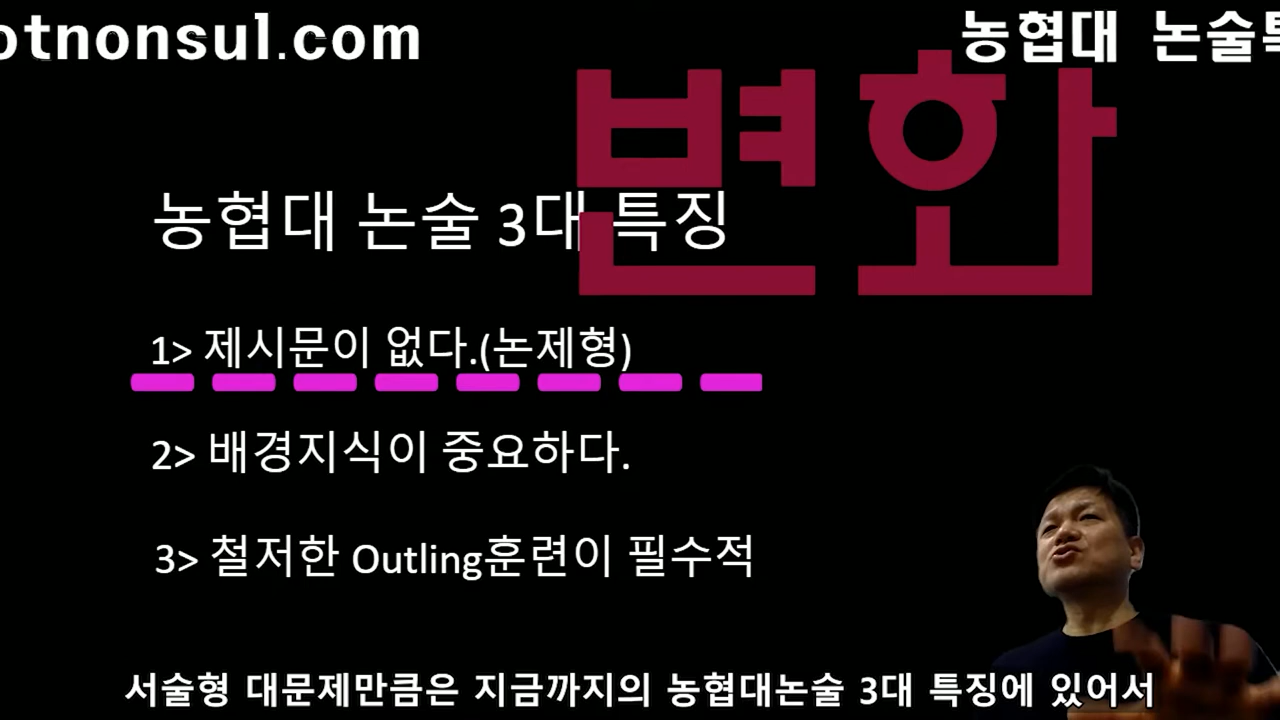 otnonsul.com
농협대 논술특
변화
농협대 논술 3대 특징
1> 제시문이 없다.(논제형)
2> 배경지식이 중요하다.
3> 철저한 Outling훈련이 필수적
서술형 대문제만큼은 지금까지의 농협대논술 3대 특징에 있어서